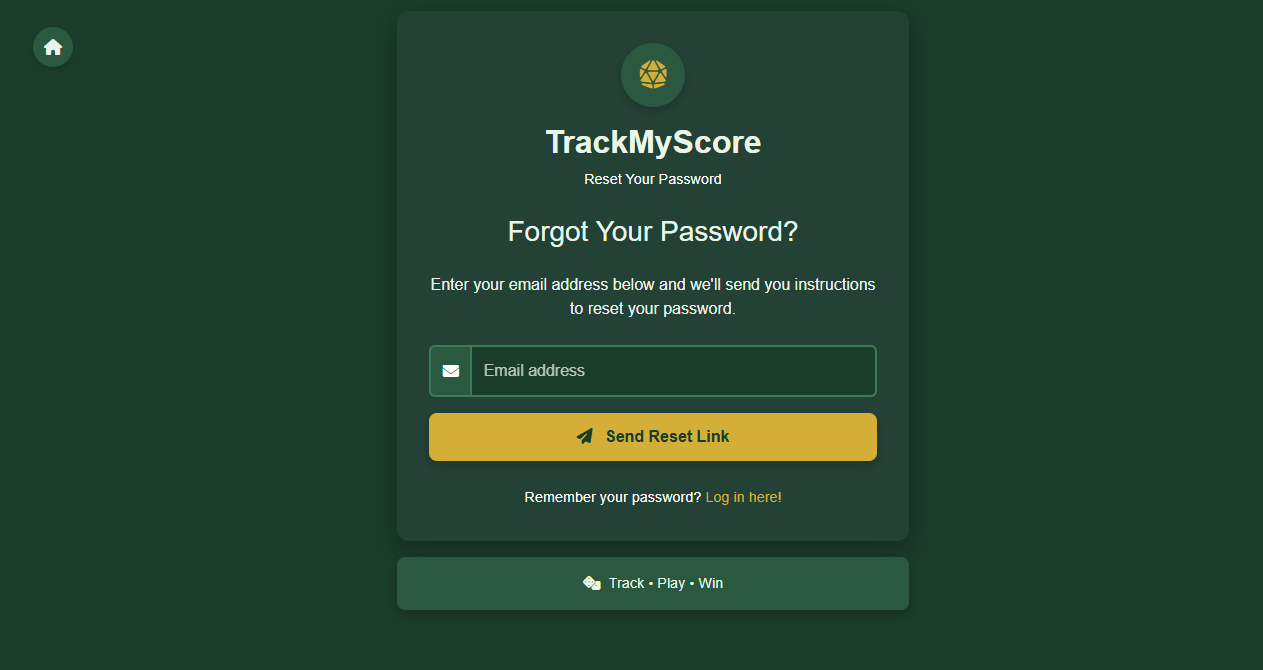 TrackMyScore
Reset Your Password
Forgot Your Password?
Enter your email address below and we'll send you instructions
to reset your password.
Email address
Send Reset Link
Remember your password? Log in here!
Track • Play • Win